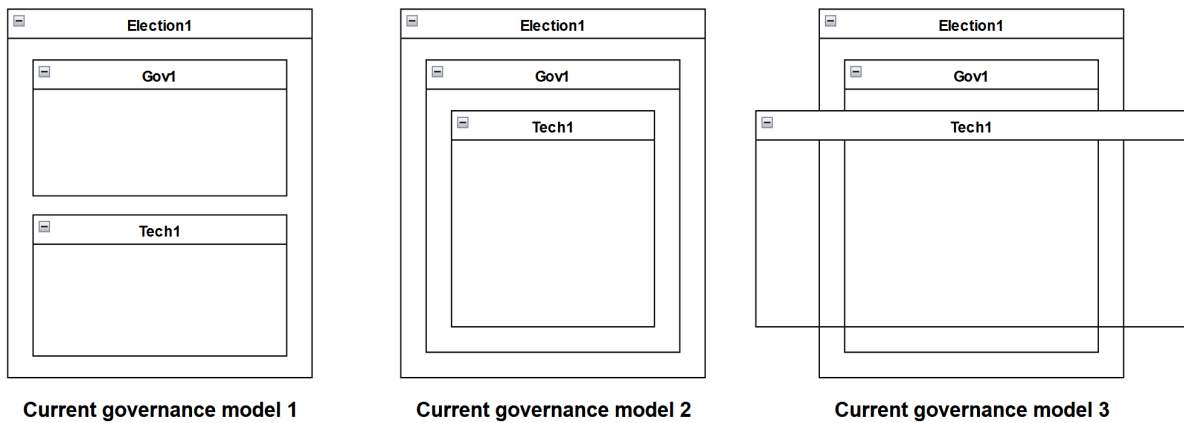 Election1
Gov1
Tech1
Current governance model 1
Election1
Gov1
Tech1
Current governance model 2
Election1
Gov1
Tech1
Current governance model 3